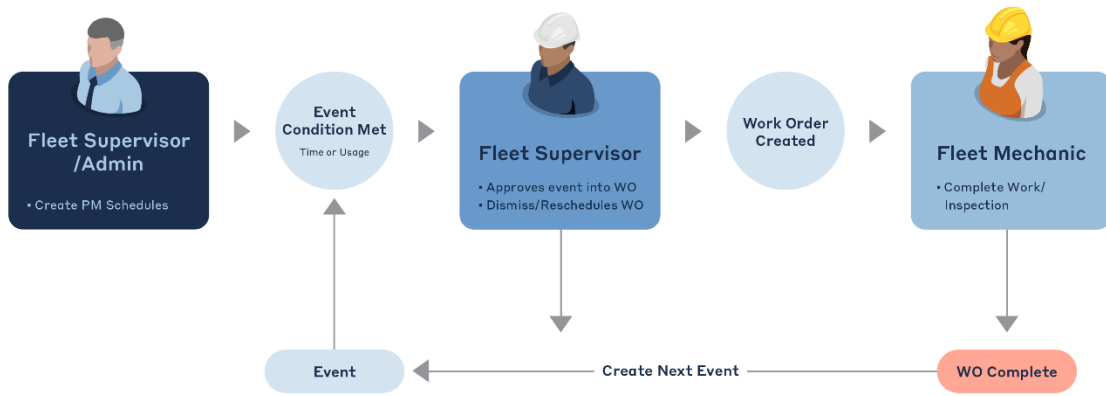 Fleet Supervisor
/Admin
▪ Create PM Schedules
Event
Condition Met
Time or Usage
Fleet Supervisor
▪ Approves event into WO
▪ Dismiss/Reschedules WO
Work Order
Created
Fleet Mechanic
▪ Complete Work/
Inspection
Event
Create Next Event
WO Complete